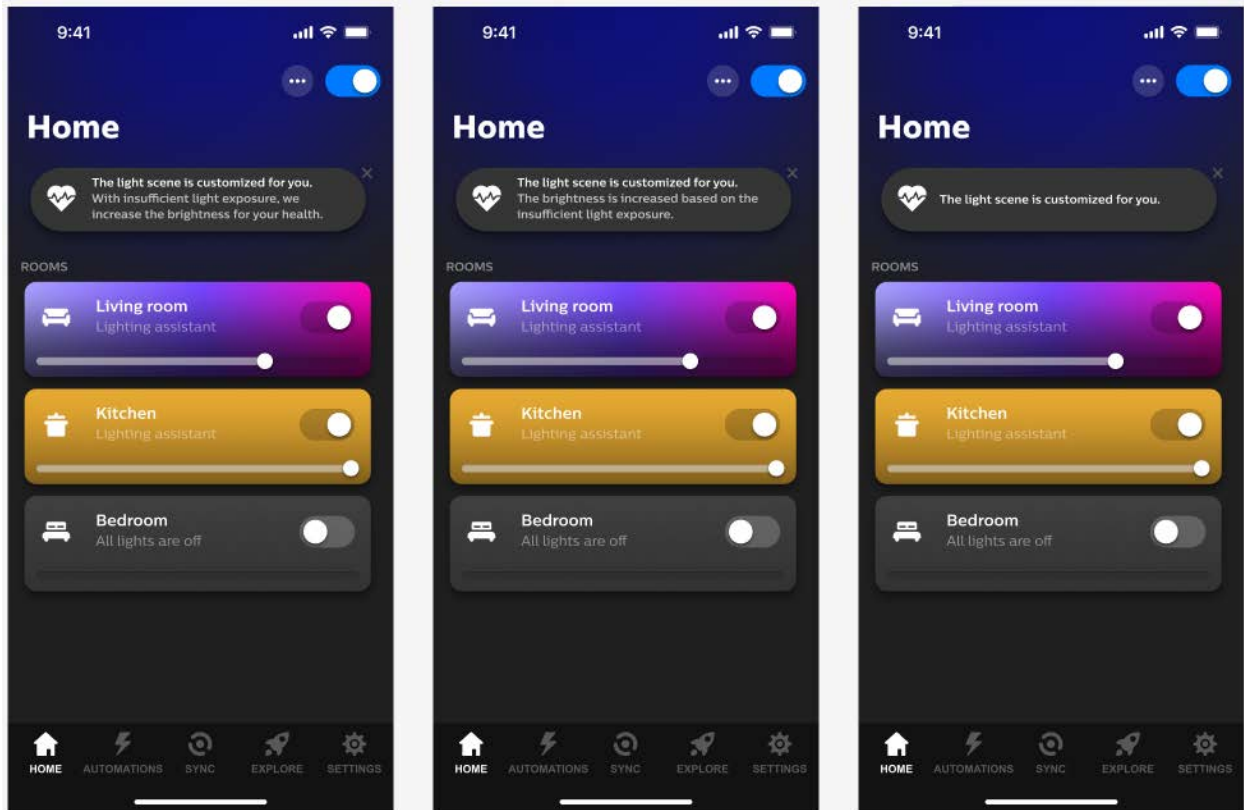 9:41
Home
The light scene is customized for you.
With insufficient light exposure, we
increase the brightness for your health.
ROOMS
Living room
Lighting assistant
Kitchen
Lighting assistant
Bedroom
All lights are off
HOME AUTOMATIONS SYNC EXPLORE SETTINGS
9:41
Home
The light scene is customized for you.
The brightness is increased based on the
insufficient light exposure.
ROOMS
Living room
Lighting assistant
Kitchen
Lighting assistant
Bedroom
All lights are off
HOME AUTOMATIONS SYNC EXPLORE SETTINGS
9:41
Home
The light scene is customized for you.
ROOMS
Living room
Lighting assistant
Kitchen
Lighting assistant
Bedroom
All lights are off
HOME AUTOMATIONS SYNC EXPLORE SETTINGS